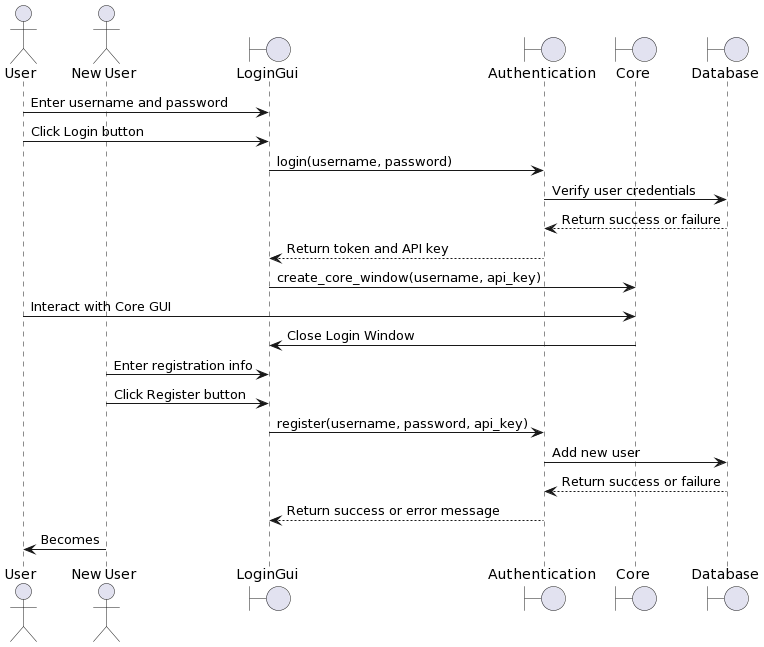 User New User LoginGui Authentication Core Database
Enter username and password
Click Login button
login(username, password)
Verify user credentials
Return success or failure
Return token and API key
create_core_window(username, api_key)
Interact with Core GUI
Close Login Window
Enter registration info
Click Register button
register(username, password, api_key)
Add new user
Return success or failure
Return success or error message
Becomes
User New User LoginGui Authentication Core Database